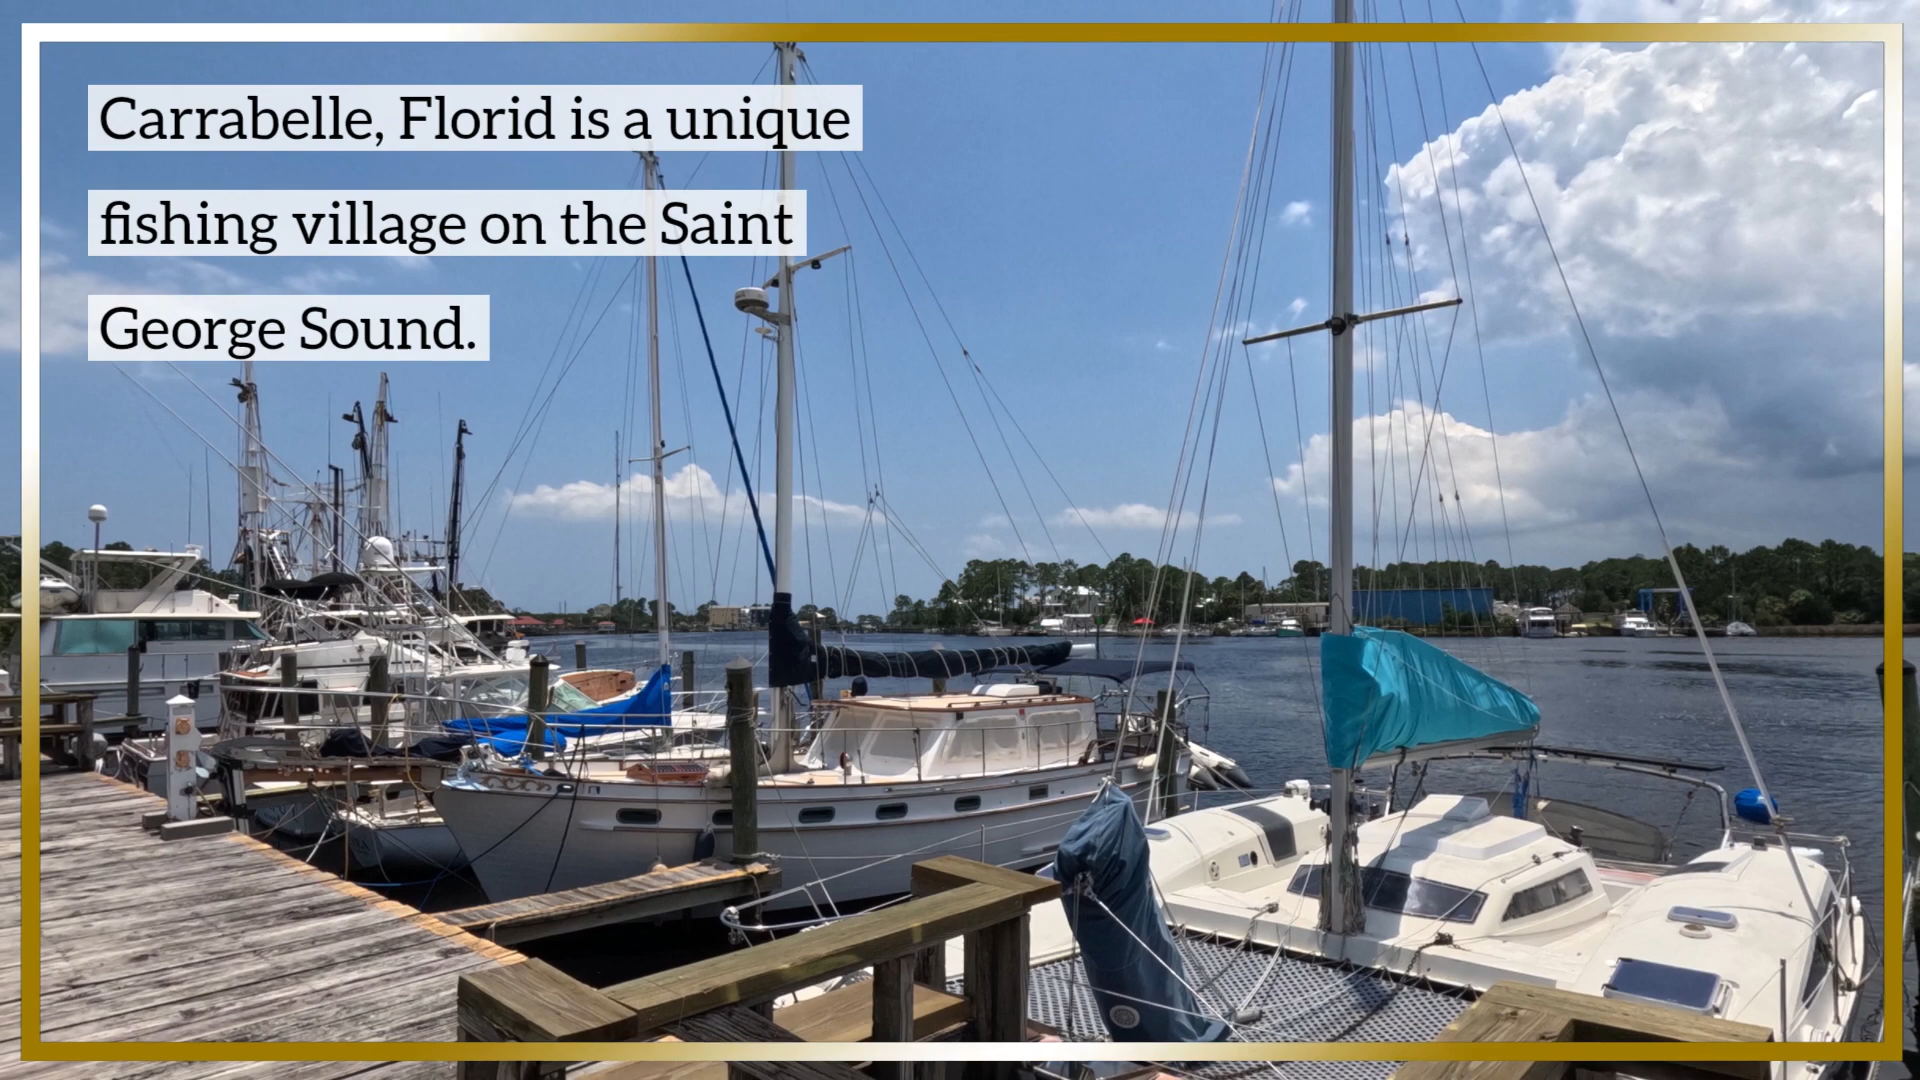 Carrabelle, Florid is a unique
fishing village on the Saint
George Sound.